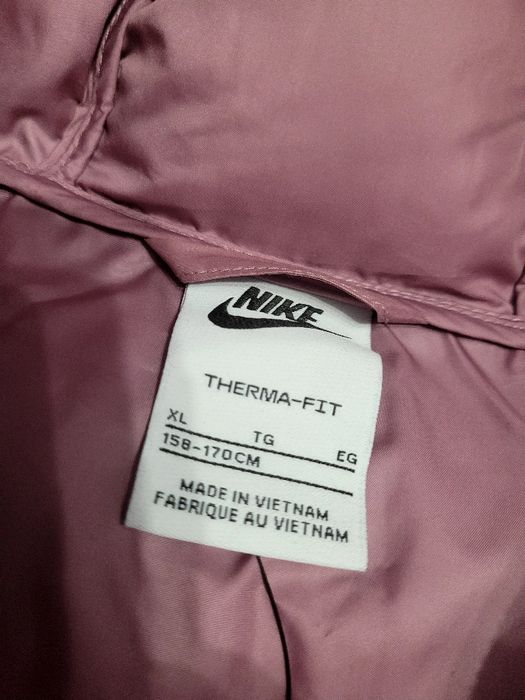 NIKE
THERMA-FIT
XL TG EG
158-170CM
MADE IN VIETNAM
FABRIQUE AU VIETNAM